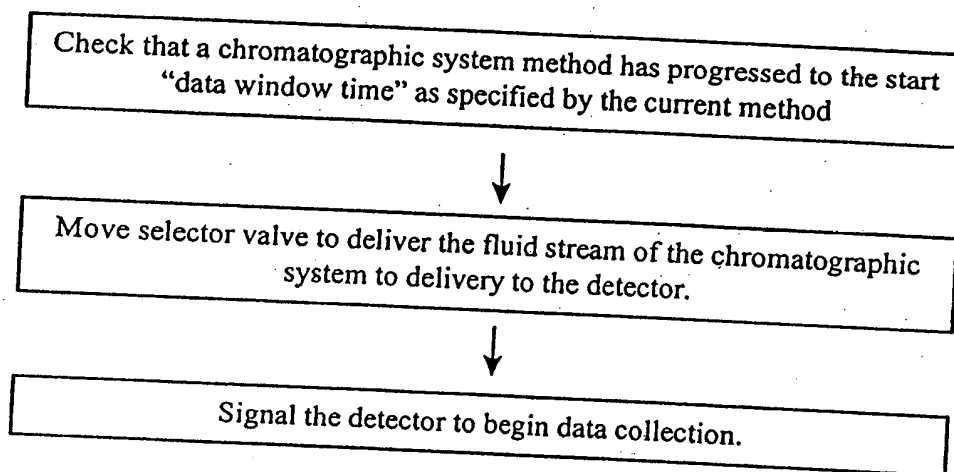 Check that a chromatographic system method has progressed to the start
“data window time” as specified by the current method
Move selector valve to deliver the fluid stream of the chromatographic
system to delivery to the detector.
Signal the detector to begin data collection.